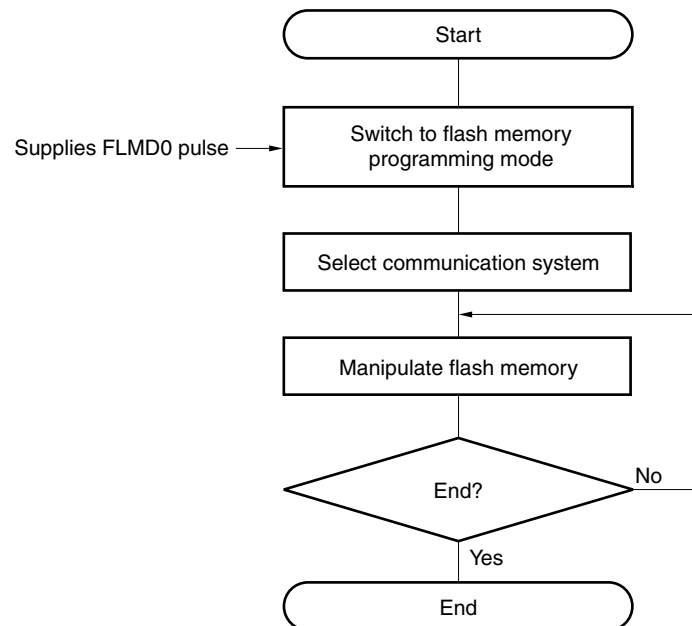 Start
Supplies FLMD0 pulse
Switch to flash memory
programming mode
Select communication system
Manipulate flash memory
End?
No
Yes
End